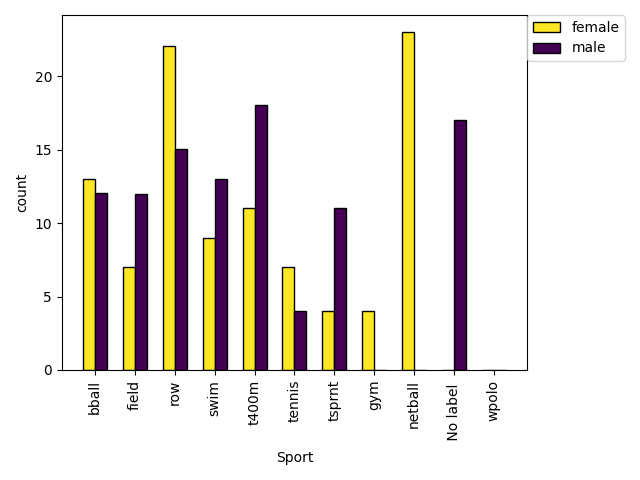 female
male
20
15
10
5
0
count
bball
field
row
swim
t400m
tennis
tsprnt
gym
netball
No label
wpolo
Sport